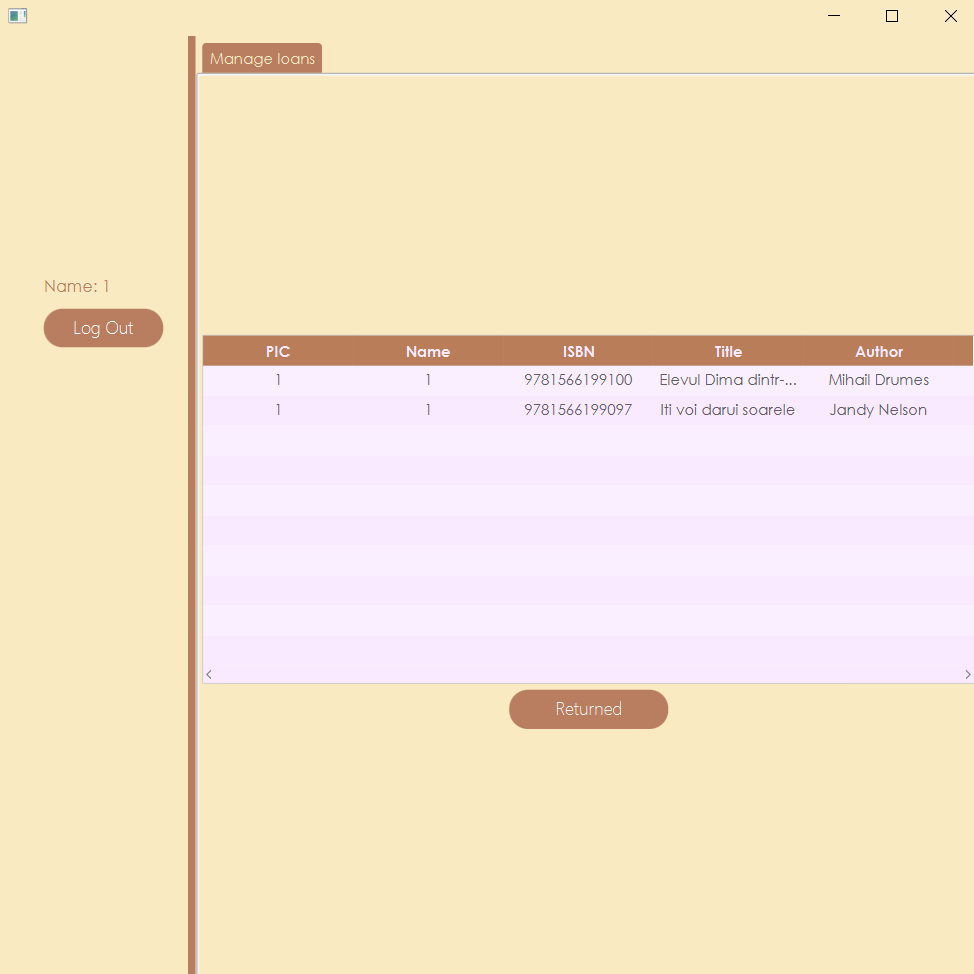 Manage loans
Name: 1
Log Out
PIC Name ISBN Title Author
1 1 9781566199100 Elevul Dima dintr-... Mihail Drumes
1 1 9781566199097 Iti voi darui soarele Jandy Nelson
Returned